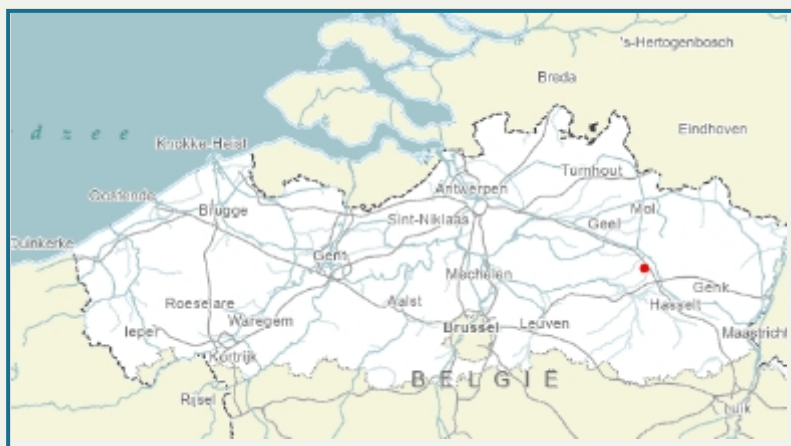 's-Hertogenbosch
Breda
d z e e
Eindhoven
Knokke-Heist
Turnhout
Antwerpen
Oostende
Mol
Brugge
Sint-Niklaas
Geel
Duinkerke
Gent
Mechelen
Genk
Roeselare
Aalst
Hasselt
Waregem
Brussel
Leuven
Ieper
Maastricht
Kortrijk
BELGIË
Rijsel
Luik